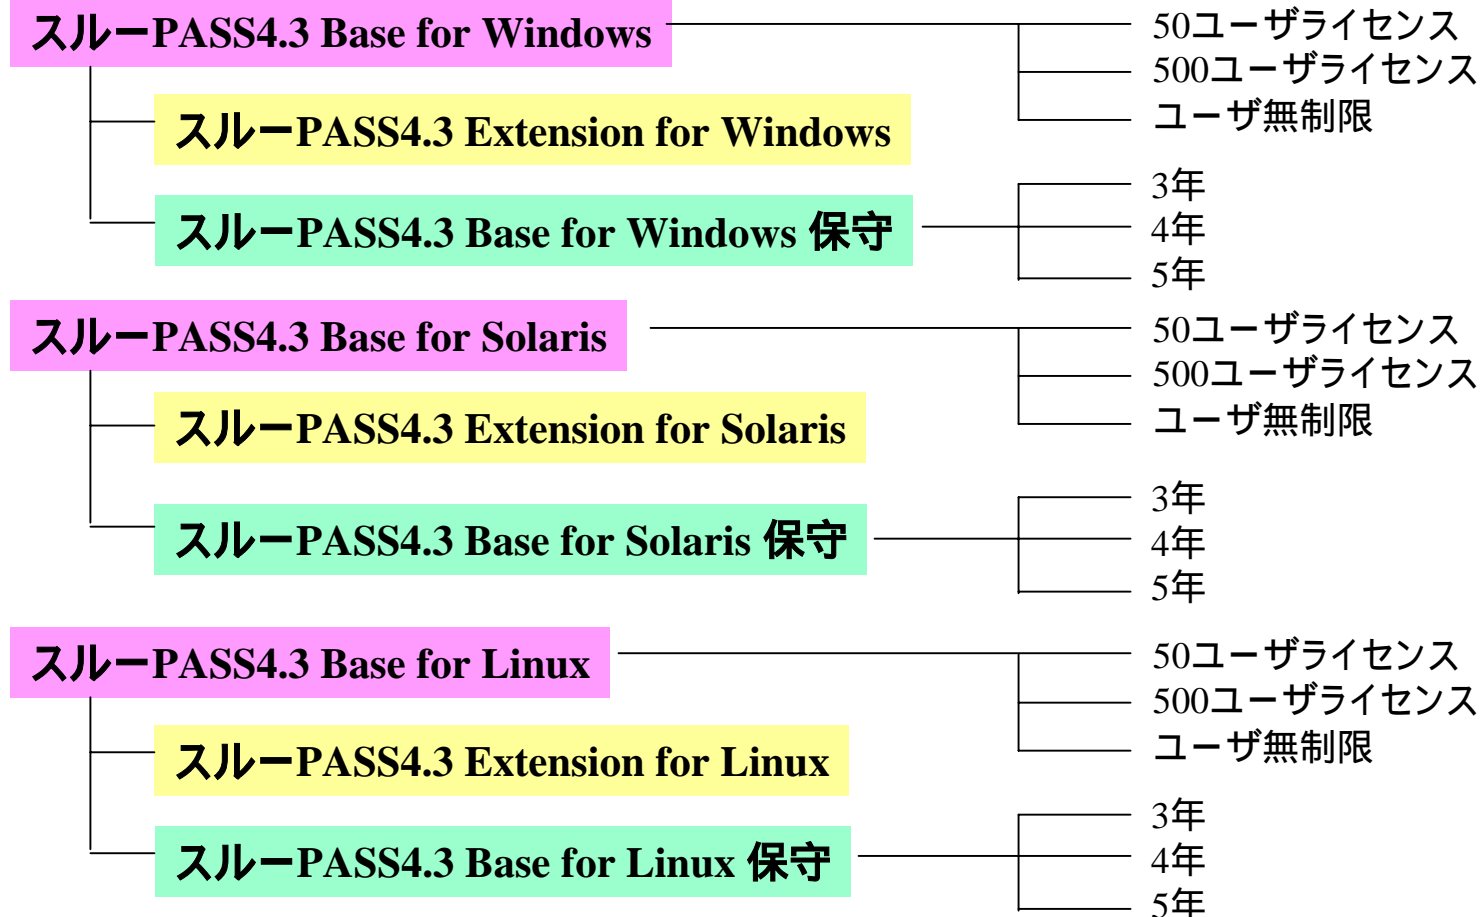 スルーPASS4.3 Base for Windows
50ユーザライセンス
500ユーザライセンス
ユーザ無制限
スルーPASS4.3 Extension for Windows
スルーPASS4.3 Base for Windows 保守
3年
4年
5年
スルーPASS4.3 Base for Solaris
50ユーザライセンス
500ユーザライセンス
ユーザ無制限
スルーPASS4.3 Extension for Solaris
スルーPASS4.3 Base for Solaris 保守
3年
4年
5年
スルーPASS4.3 Base for Linux
50ユーザライセンス
500ユーザライセンス
ユーザ無制限
スルーPASS4.3 Extension for Linux
スルーPASS4.3 Base for Linux 保守
3年
4年
5年